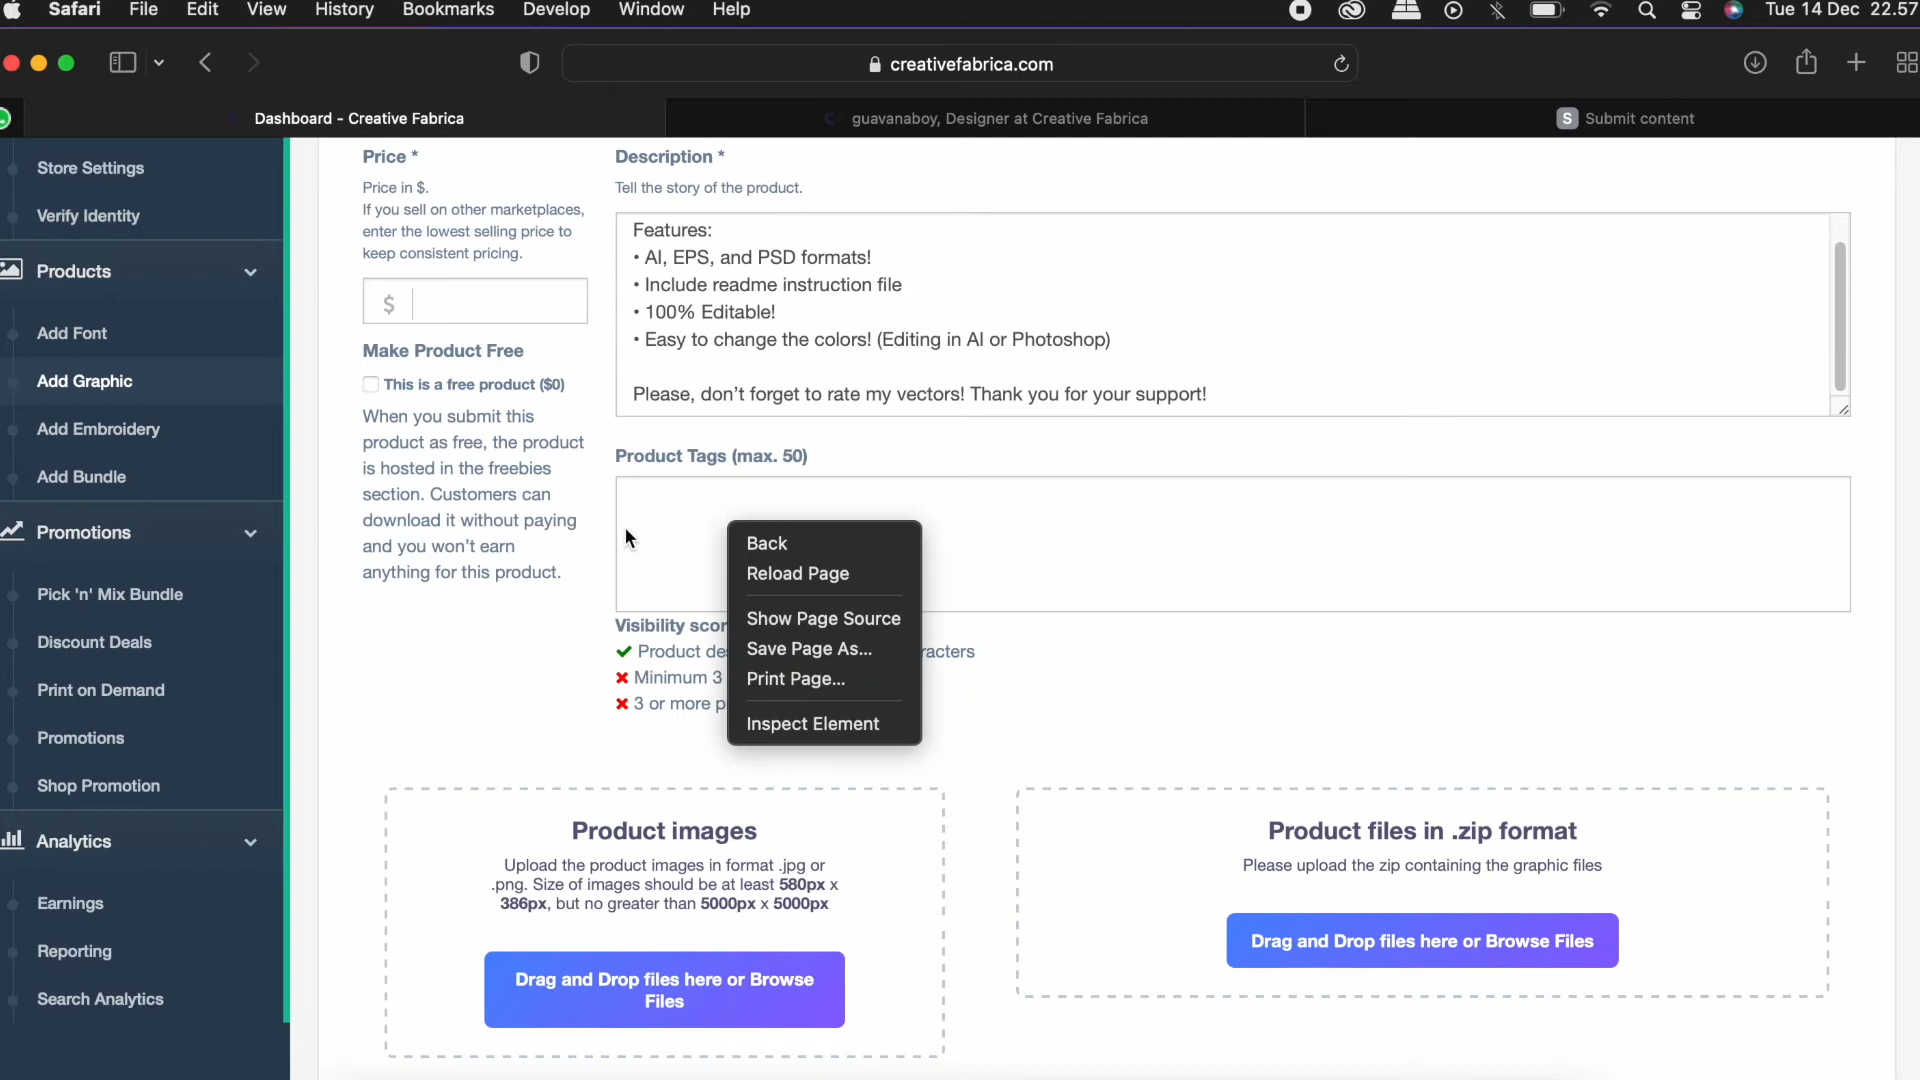 Safari File Edit View History Bookmarks Develop Window Help Tue 14 Dec 22.57
creativefabrica.com
Dashboard - Creative Fabrica
guavanaboy, Designer at Creative Fabrica
S Submit content
Store Settings
Verify Identity
Products
Add Font
Add Graphic
Add Embroidery
Add Bundle
Promotions
Pick 'n' Mix Bundle
Discount Deals
Print on Demand
Promotions
Shop Promotion
Analytics
Earnings
Reporting
Search Analytics
Price *
Price in $.
If you sell on other marketplaces,
enter the lowest selling price to
keep consistent pricing.
$
Make Product Free
This is a free product ($0)
When you submit this
product as free, the product
is hosted in the freebies
section. Customers can
download it without paying
and you won't earn
anything for this product.
Description *
Tell the story of the product.
Features:
• AI, EPS, and PSD formats!
• Include readme instruction file
• 100% Editable!
• Easy to change the colors! (Editing in AI or Photoshop)
Please, don't forget to rate my vectors! Thank you for your support!
Product Tags (max. 50)
Visibility scor
Product de racters
Minimum 3
3 or more p
Back
Reload Page
Show Page Source
Save Page As...
Print Page...
Inspect Element
Product images
Upload the product images in format .jpg or
.png. Size of images should be at least 580px x
386px, but no greater than 5000px x 5000px
Drag and Drop files here or Browse
Files
Product files in .zip format
Please upload the zip containing the graphic files
Drag and Drop files here or Browse Files